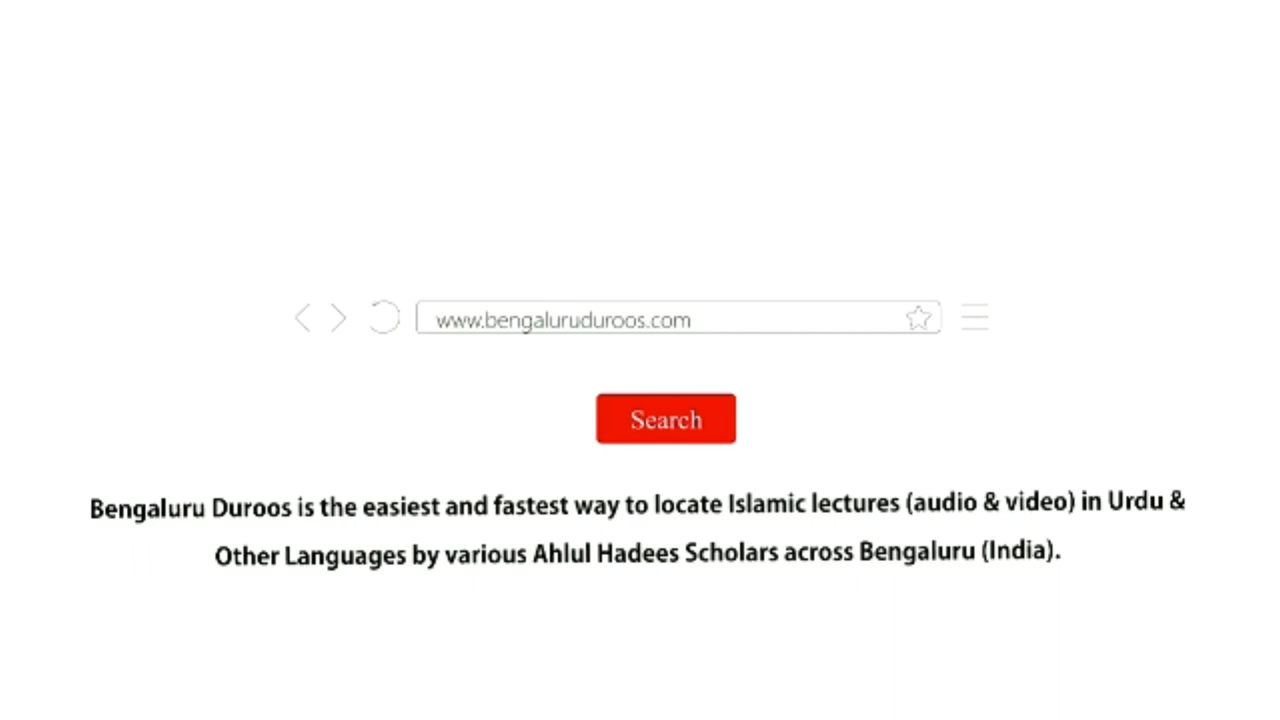 www.bengaluruduroos.com
Search
Bengaluru Duroos is the easiest and fastest way to locate Islamic lectures (audio & video) in Urdu &
Other Languages by various Ahlul Hadees Scholars across Bengaluru (India).